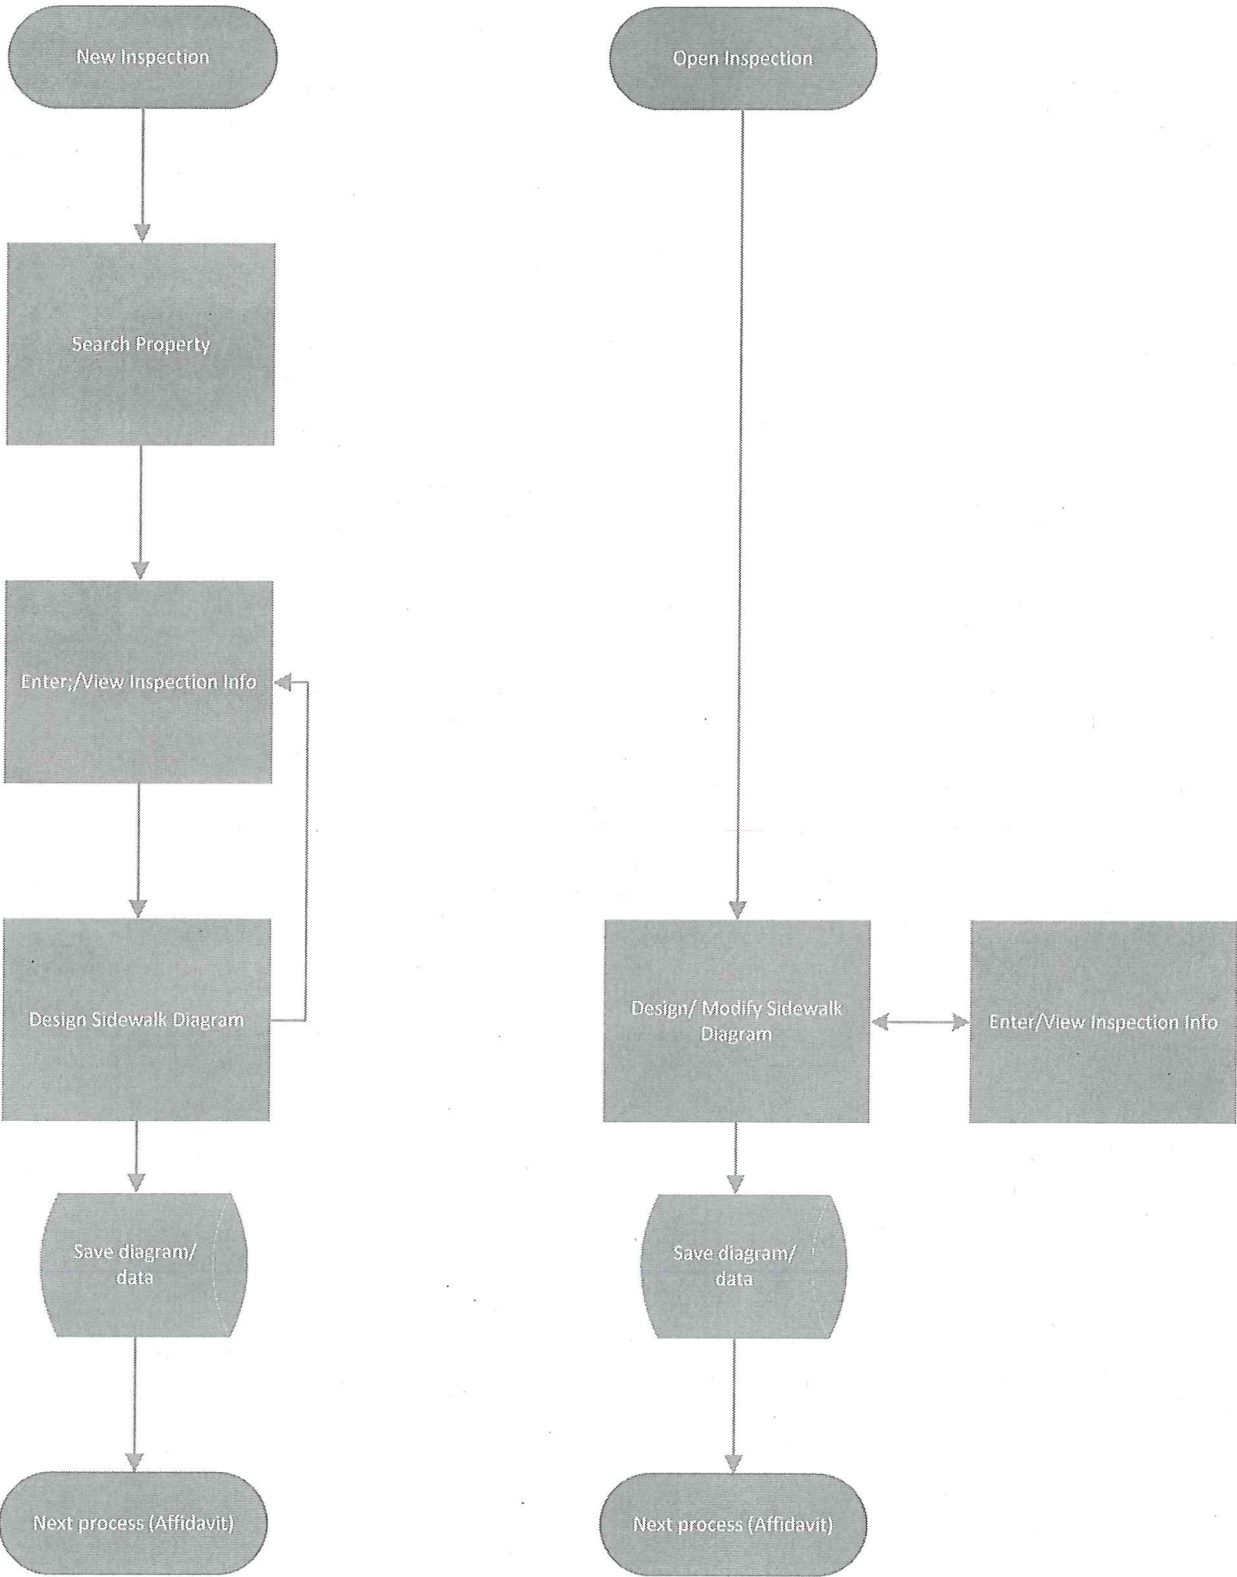 New Inspection
Open Inspection
Search Property
Enter;/View Inspection Info
Design Sidewalk Diagram
Design/ Modify Sidewalk
Diagram
Enter/View Inspection Info
Save diagram/
data
Save diagram/
data
Next process (Affidavit)
Next process (Affidavit)